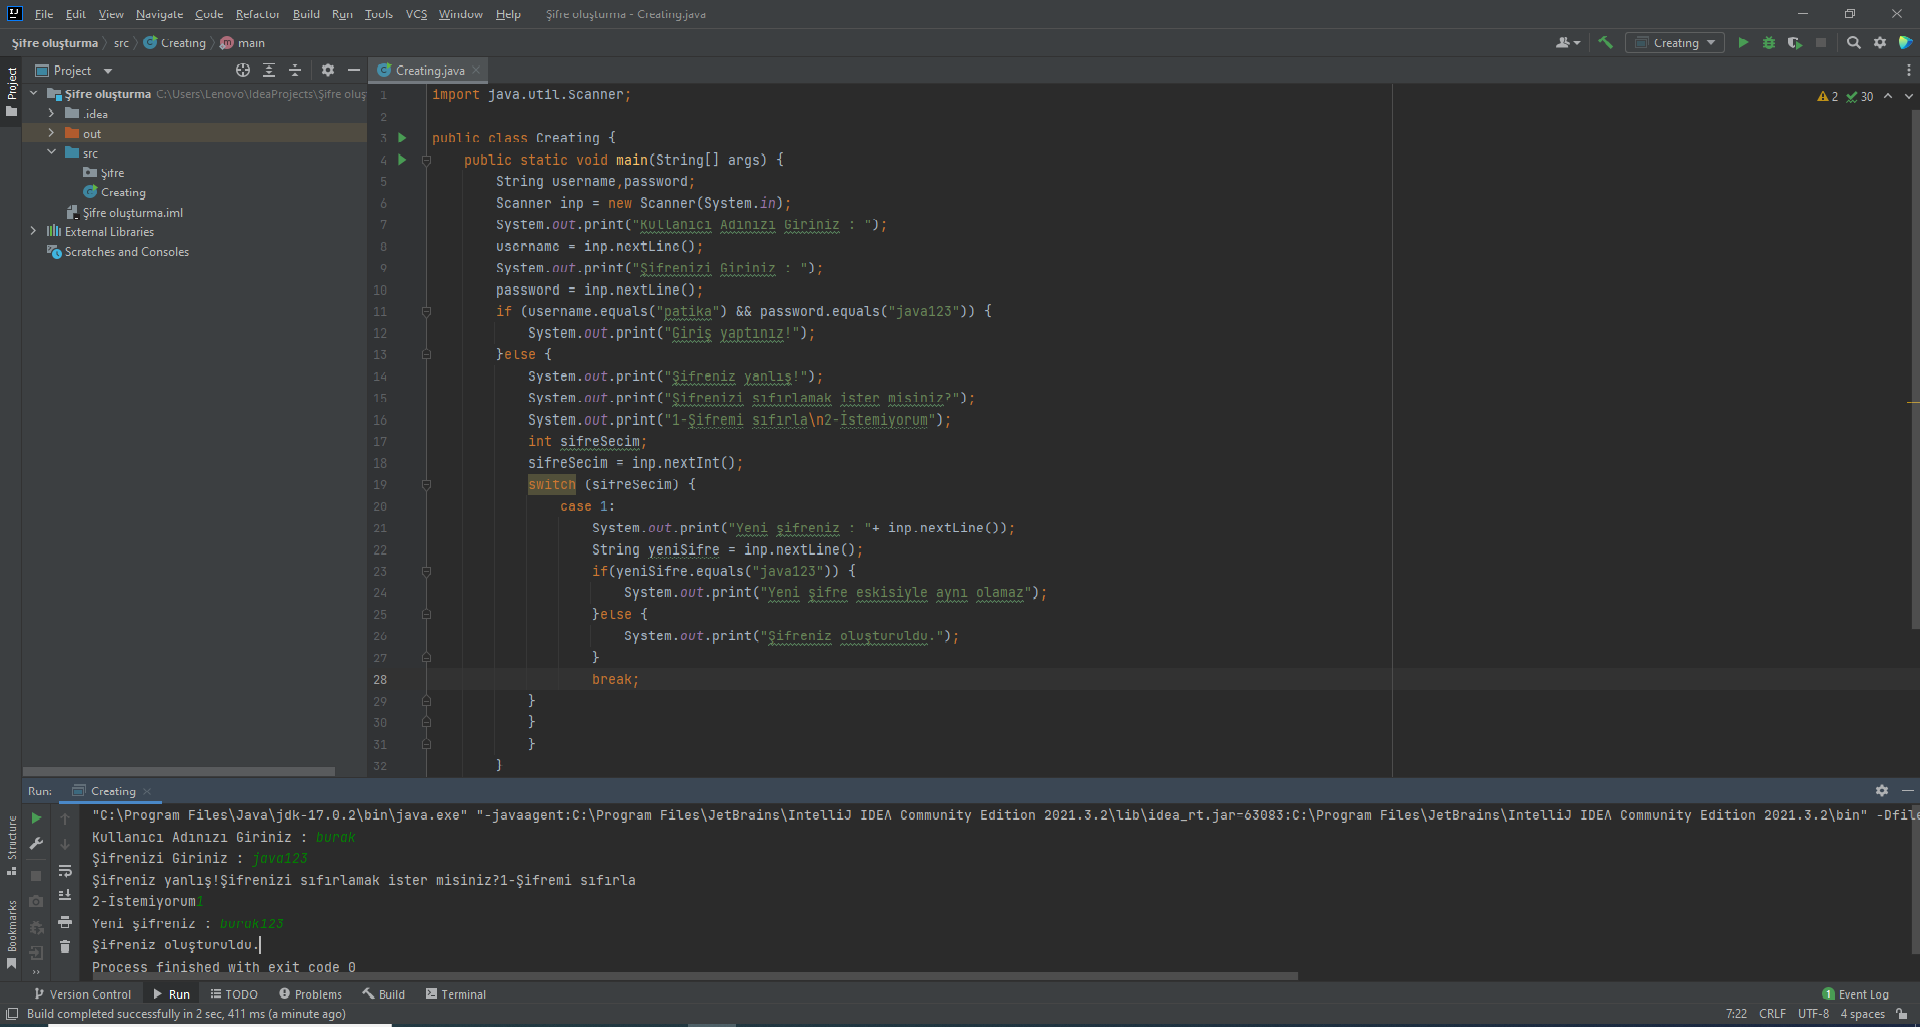 File Edit View Navigate Code Refactor Build Run Tools VCS Window Help Şifre oluşturma - Creating.java
Şifre oluşturma src Creating main
Creating
Project
Creating.java
Project
Şifre oluşturma C:\Users\Lenovo\IdeaProjects\Şifre oluş
.idea
out
src
Şifre
Creating
Şifre oluşturma.iml
External Libraries
Scratches and Consoles
2 30
1 import java.util.Scanner;
2
3 public class Creating {
4 public static void main(String[] args) {
5 String username,password;
6 Scanner inp = new Scanner(System.in);
7 System.out.print("Kullanıcı Adınızı Giriniz : ");
8 username = inp.nextLine();
9 System.out.print("Şifrenizi Giriniz : ");
10 password = inp.nextLine();
11 if (username.equals("patika") && password.equals("java123")) {
12 System.out.print("Giriş yaptınız!");
13 }else {
14 System.out.print("Şifreniz yanlış!");
15 System.out.print("Şifrenizi sıfırlamak ister misiniz?");
16 System.out.print("1-Şifremi sıfırla\n2-İstemiyorum");
17 int sifreSecim;
18 sifreSecim = inp.nextInt();
19 switch (sifreSecim) {
20 case 1:
21 System.out.print("Yeni şifreniz : "+ inp.nextLine());
22 String yeniSifre = inp.nextLine();
23 if(yeniSifre.equals("java123")) {
24 System.out.print("Yeni şifre eskisiyle aynı olamaz");
25 }else {
26 System.out.print("Şifreniz oluşturuldu.");
27 }
28 break;
29 }
30 }
31 }
32 }
Run: Creating
"C:\Program Files\Java\jdk-17.0.2\bin\java.exe" "-javaagent:C:\Program Files\JetBrains\IntelliJ IDEA Community Edition 2021.3.2\lib\idea_rt.jar=63083:C:\Program Files\JetBrains\IntelliJ IDEA Community Edition 2021.3.2\bin" -Dfile
Kullanıcı Adınızı Giriniz : burak
Şifrenizi Giriniz : java123
Şifreniz yanlış!Şifrenizi sıfırlamak ister misiniz?1-Şifremi sıfırla
2-İstemiyorum1
Yeni şifreniz : burak123
Şifreniz oluşturuldu.
Process finished with exit code 0
Structure
Bookmarks
Version Control Run TODO Problems Build Terminal
1 Event Log
Build completed successfully in 2 sec, 411 ms (a minute ago)
7:22 CRLF UTF-8 4 spaces